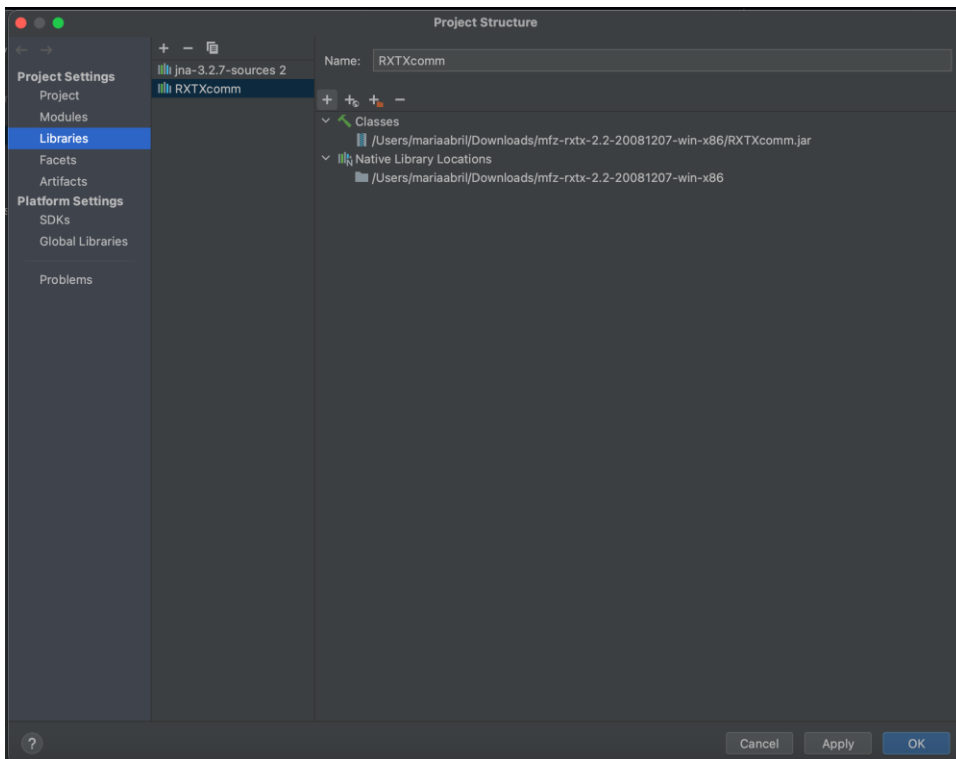 Project Structure
Project Settings
Project
Modules
Libraries
Facets
Artifacts
Platform Settings
SDKs
Global Libraries
Problems
jna-3.2.7-sources 2
RXTXcomm
Name: RXTXcomm
Classes
/Users/mariaabril/Downloads/mfz-rxtx-2.2-20081207-win-x86/RXTXcomm.jar
Native Library Locations
/Users/mariaabril/Downloads/mfz-rxtx-2.2-20081207-win-x86
?
Cancel Apply OK